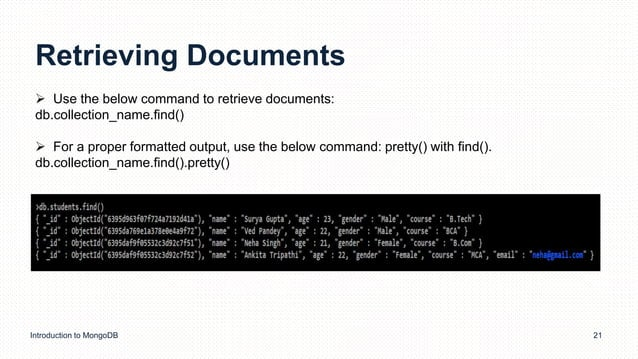 Retrieving Documents
➢ Use the below command to retrieve documents:
db.collection_name.find()
➢ For a proper formatted output, use the below command: pretty() with find().
db.collection_name.find().pretty()
>db.students.find()
{ "_id" : ObjectId("6395d963f07f724a7192d41a"), "name" : "Surya Gupta", "age" : 23, "gender" : "Male", "course" : "B.Tech" }
{ "_id" : ObjectId("6395da769e1a378e0e4a9f72"), "name" : "Ved Pandey", "age" : 22, "gender" : "Male", "course" : "BCA" }
{ "_id" : ObjectId("6395daf9f05532c3d92c7f51"), "name" : "Neha Singh", "age" : 21, "gender" : "Female", "course" : "B.Com" }
{ "_id" : ObjectId("6395daf9f05532c3d92c7f52"), "name" : "Ankita Tripathi", "age" : 22, "gender" : "Female", "course" : "MCA", "email" : "neha@gmail.com" }
Introduction to MongoDB
21